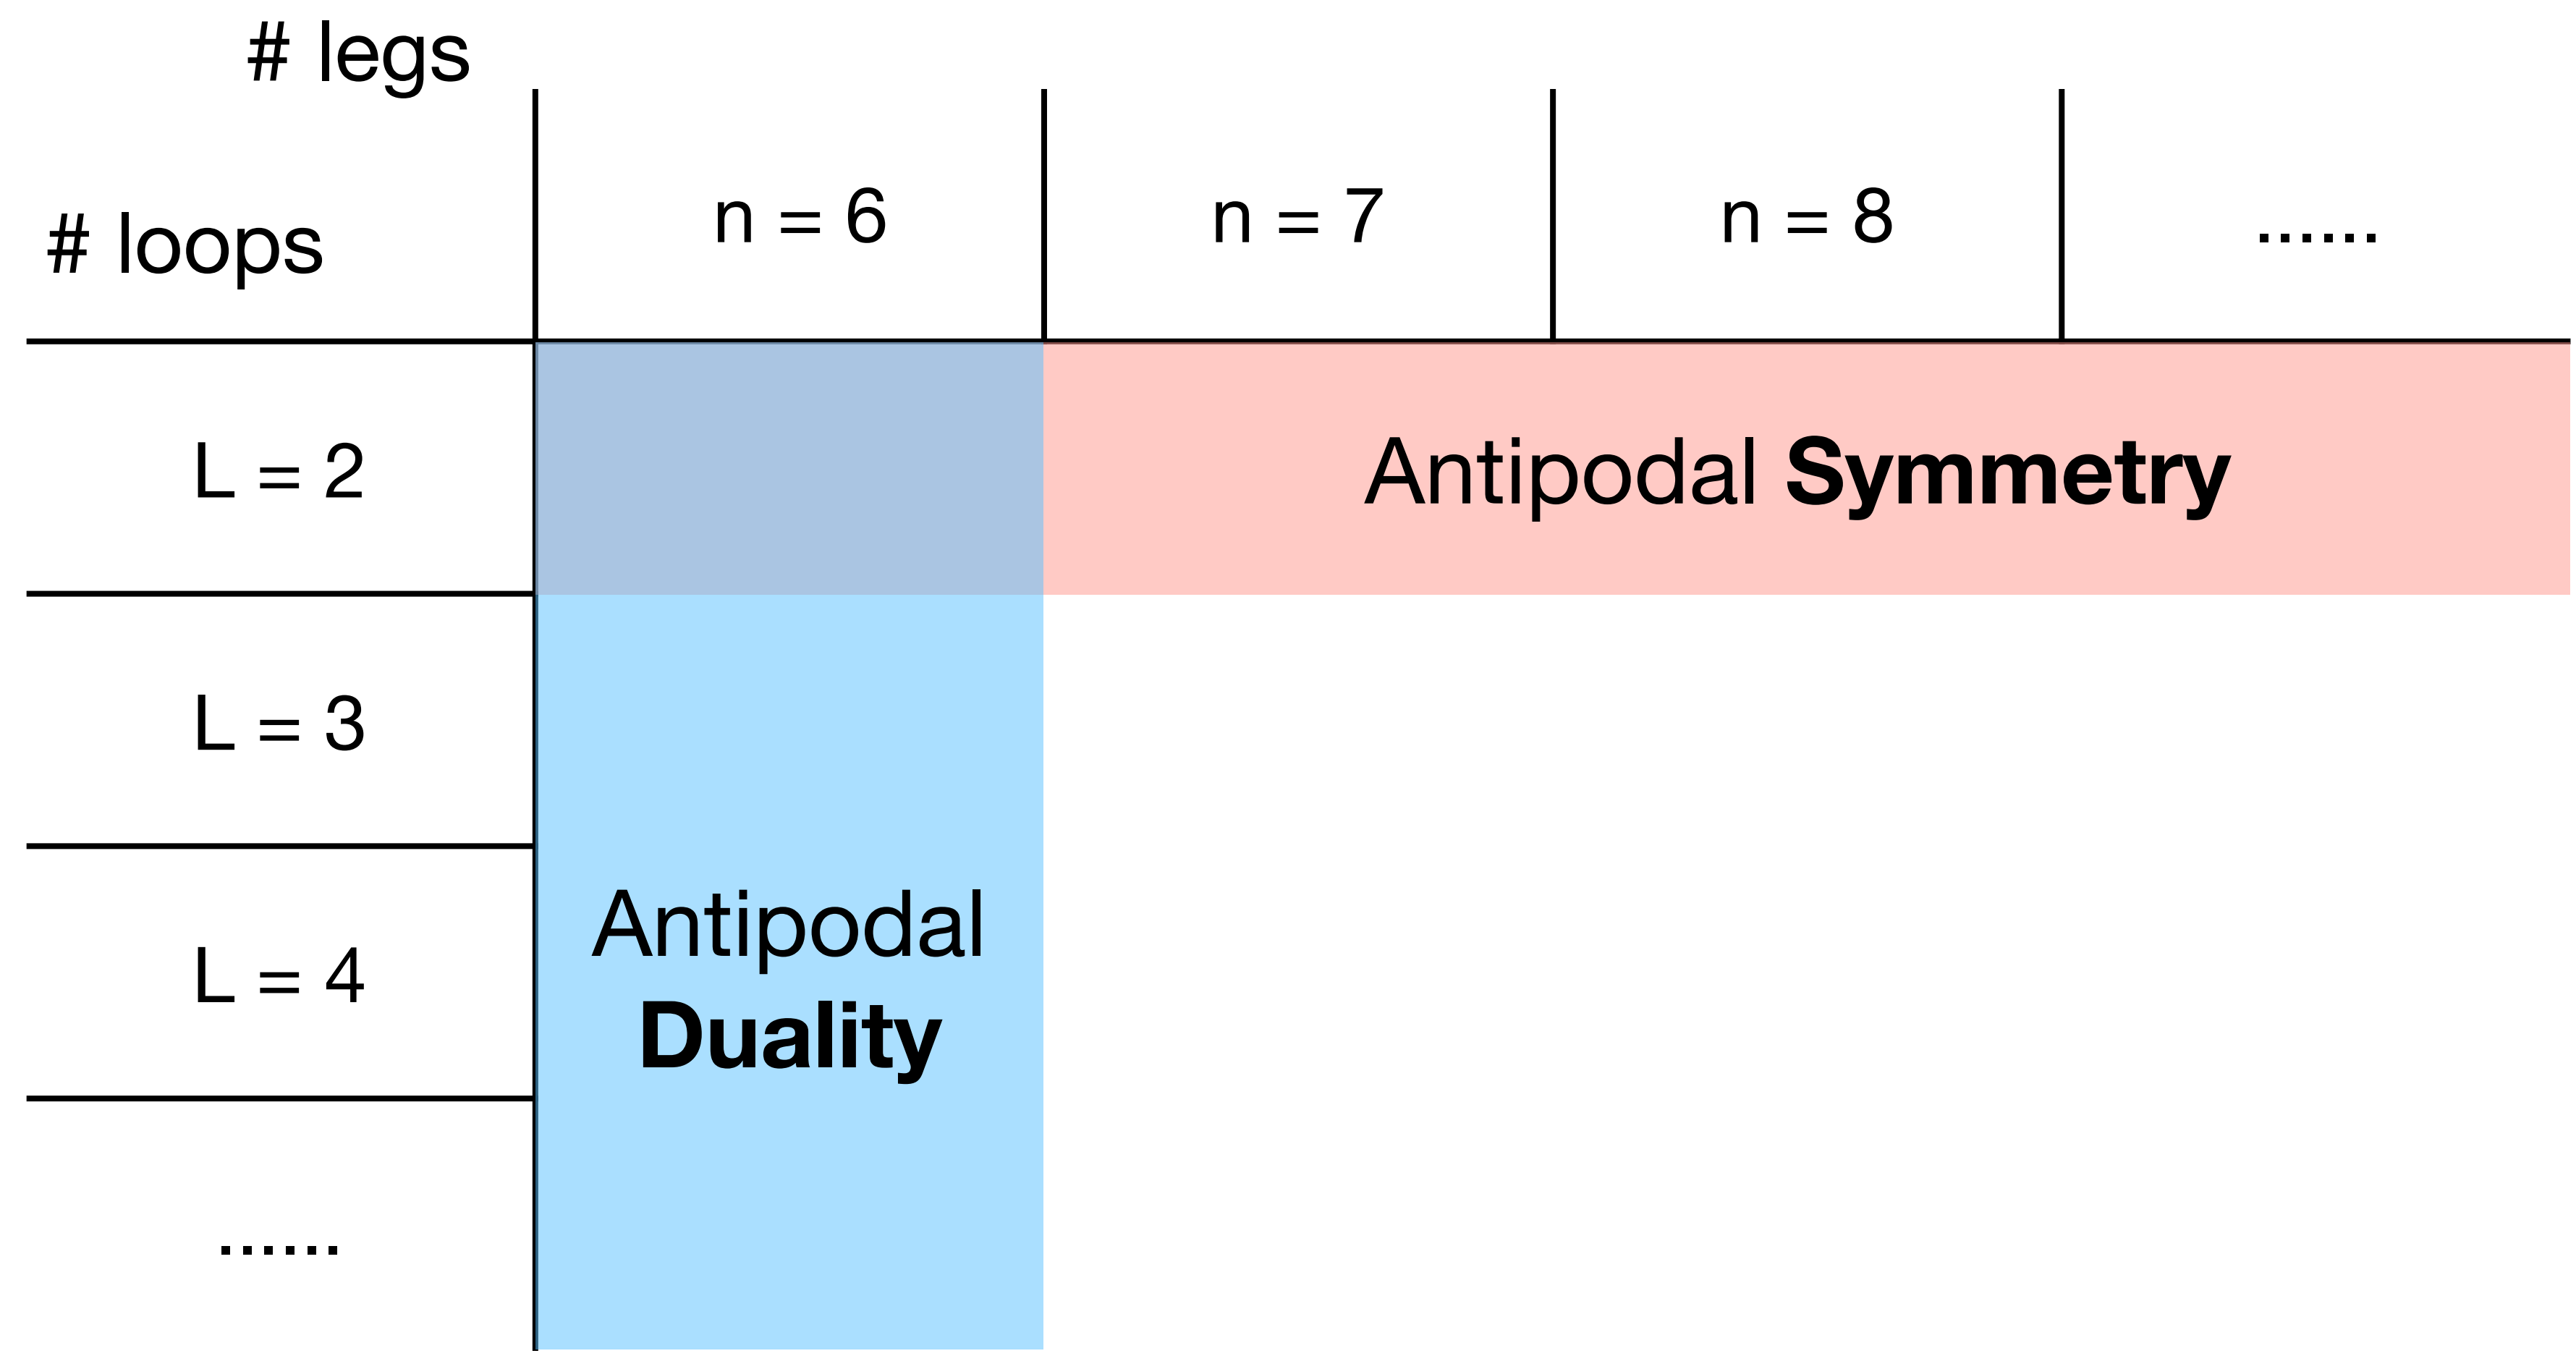 # legs
# loops
n = 6
n = 7
n = 8
......
L = 2
Antipodal Symmetry
L = 3
L = 4
Antipodal
Duality
......